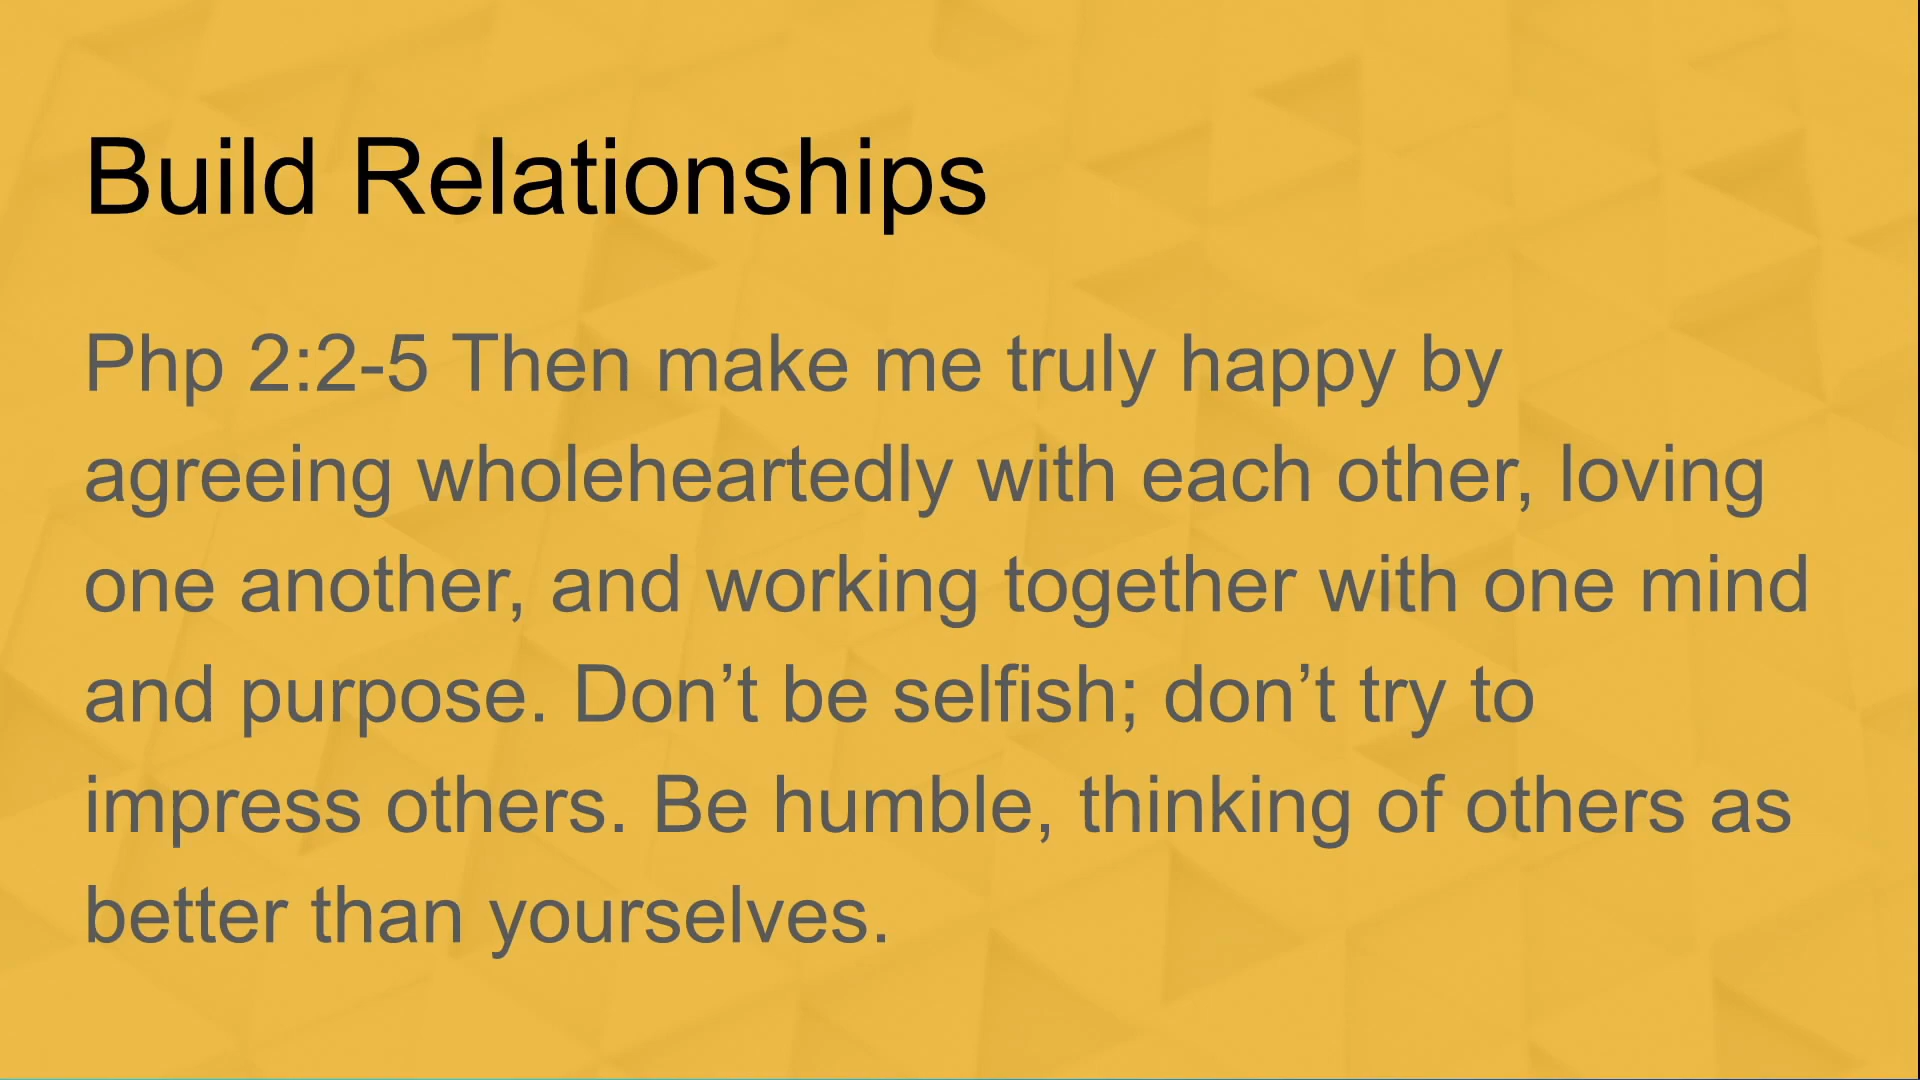 Build Relationships
Php 2:2-5 Then make me truly happy by
agreeing wholeheartedly with each other, loving
one another, and working together with one mind
and purpose. Don’t be selfish; don’t try to
impress others. Be humble, thinking of others as
better than yourselves.